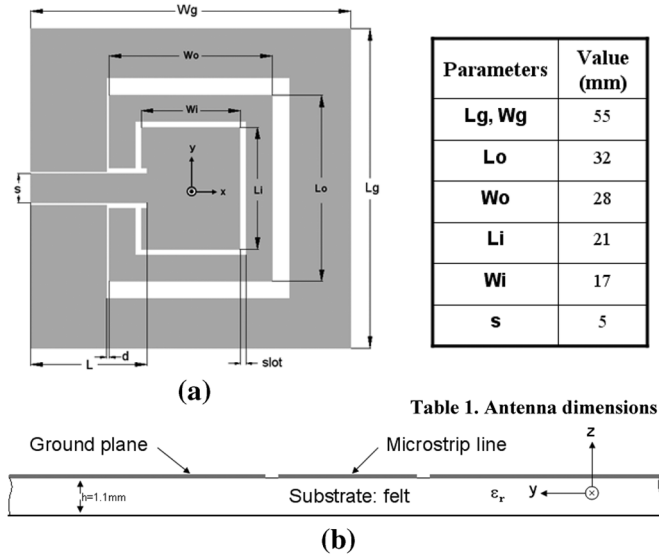 Wg
Wo
Wi
y
x
s
Li
Lo
Lg
d
L
slot
(a)
Parameters Value (mm)
Lg, Wg 55
Lo 32
Wo 28
Li 21
Wi 17
s 5
Table 1. Antenna dimensions
Ground plane
Microstrip line
z
h=1.1mm
Substrate: felt
εr
y
(b)